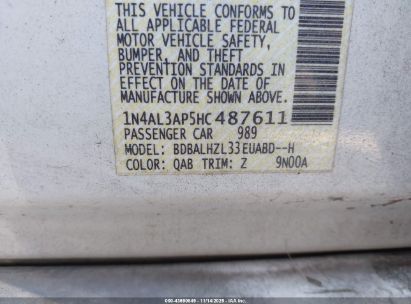 THIS VEHICLE CONFORMS TO
ALL APPLICABLE FEDERAL
MOTOR VEHICLE SAFETY,
BUMPER, AND THEFT
PREVENTION STANDARDS IN
EFFECT ON THE DATE OF
MANUFACTURE SHOWN ABOVE.
1N4AL3AP5HC487611
PASSENGER CAR 989
MODEL: BDBALHZL33EUABD--H
COLOR: QAB TRIM: Z 9N00A